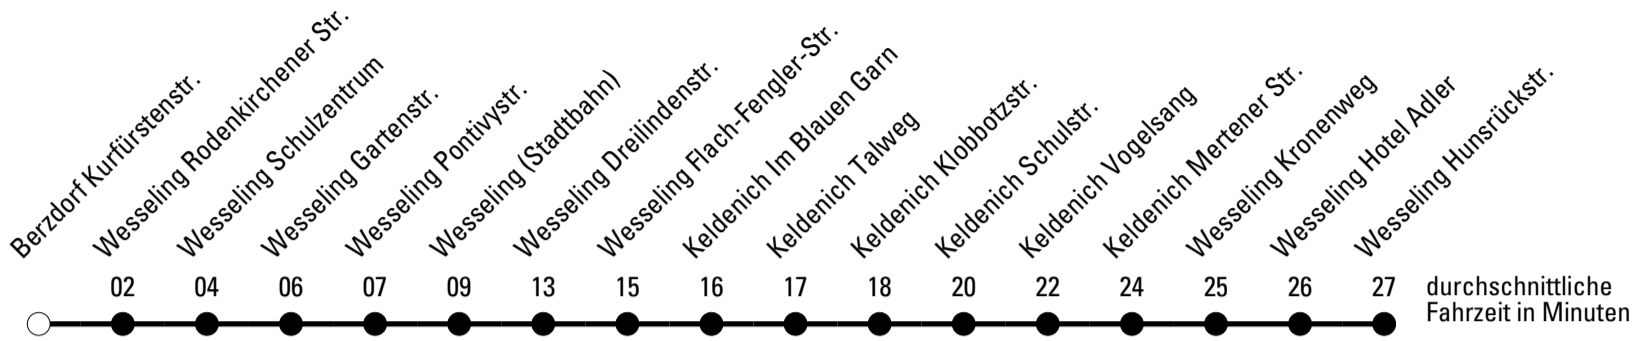 Berzdorf Kurfürstenstr.
Wesseling Rodenkirchener Str.
Wesseling Schulzentrum
Wesseling Gartenstr.
Wesseling Pontivystr.
Wesseling (Stadtbahn)
Wesseling Dreilindenstr.
Wesseling Flach-Fengler-Str.
Keldenich Im Blauen Garn
Keldenich Talweg
Keldenich Klobbotzstr.
Keldenich Schulstr.
Keldenich Vogelsang
Keldenich Mertener Str.
Wesseling Kronenweg
Wesseling Hotel Adler
Wesseling Hunsrückstr.
02 04 06 07 09 13 15 16 17 18 20 22 24 25 26 27
durchschnittliche
Fahrzeit in Minuten